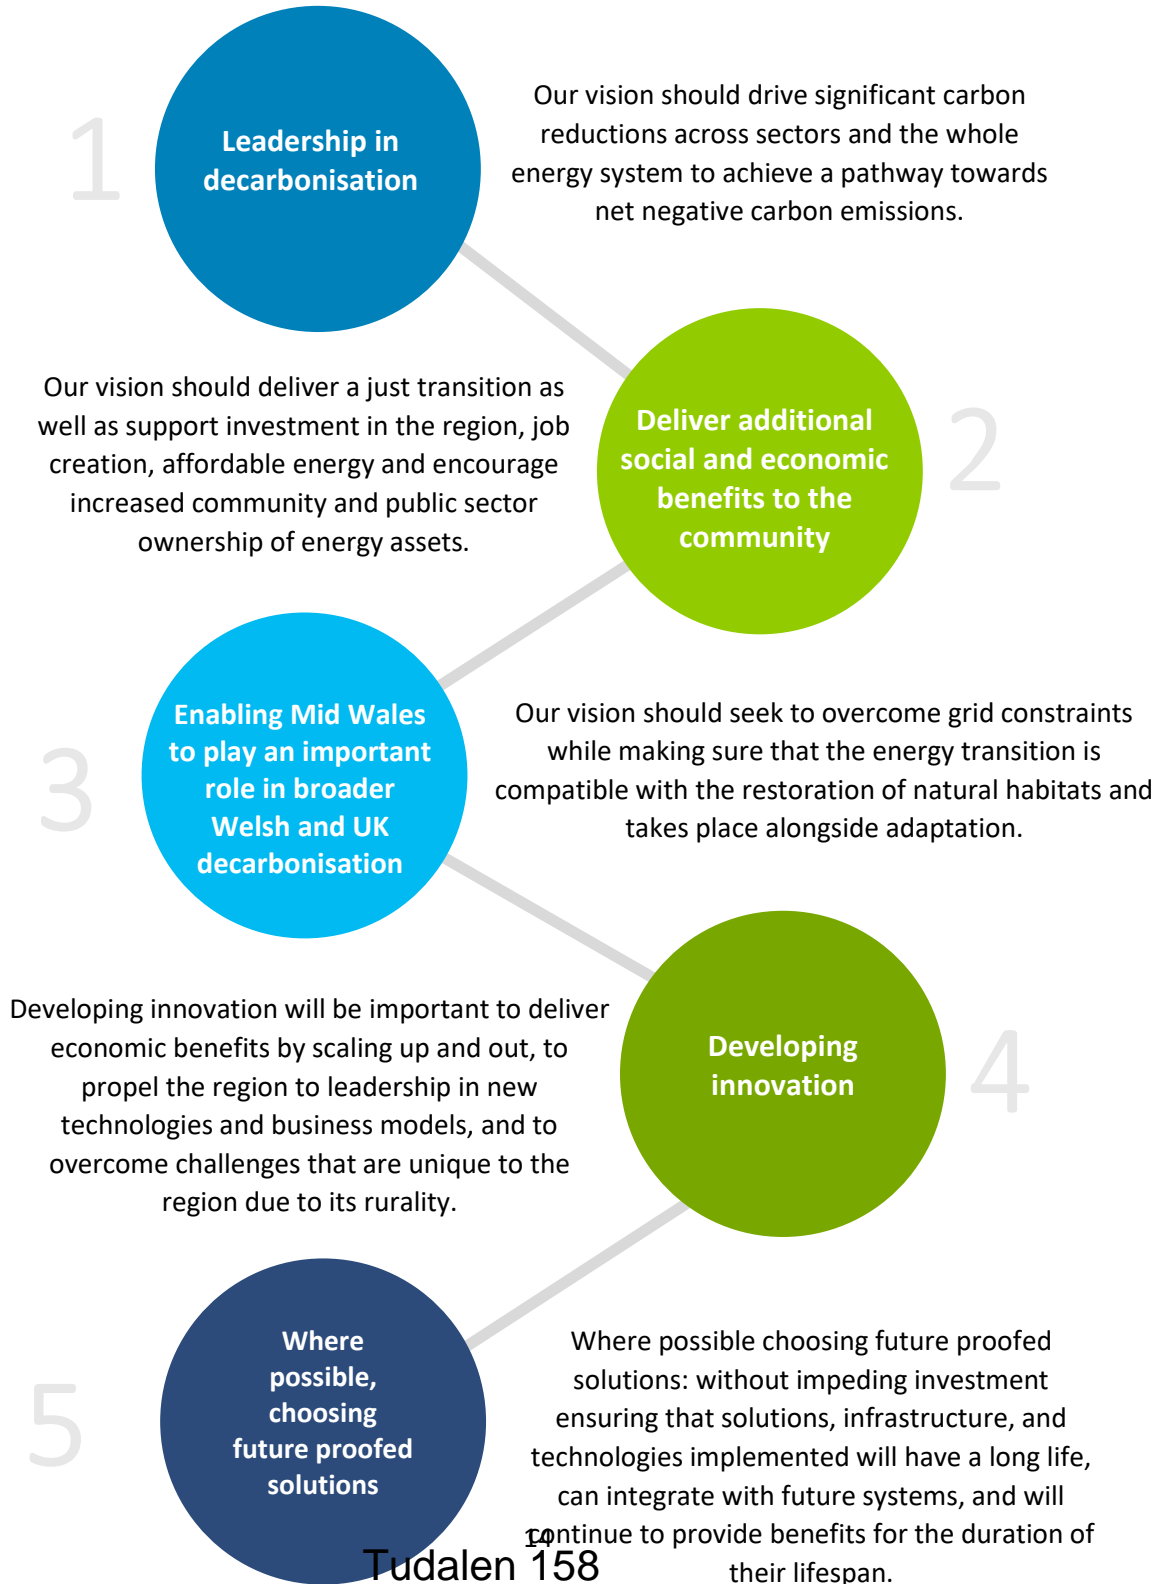 1
Leadership in
decarbonisation
Our vision should drive significant carbon
reductions across sectors and the whole
energy system to achieve a pathway towards
net negative carbon emissions.
Our vision should deliver a just transition as
well as support investment in the region, job
creation, affordable energy and encourage
increased community and public sector
ownership of energy assets.
Deliver additional
social and economic
benefits to the
community
2
3
Enabling Mid Wales
to play an important
role in broader
Welsh and UK
decarbonisation
Our vision should seek to overcome grid constraints
while making sure that the energy transition is
compatible with the restoration of natural habitats and
takes place alongside adaptation.
Developing innovation will be important to deliver
economic benefits by scaling up and out, to
propel the region to leadership in new
technologies and business models, and to
overcome challenges that are unique to the
region due to its rurality.
Developing
innovation
4
5
Where
possible,
choosing
future proofed
solutions
Where possible choosing future proofed
solutions: without impeding investment
ensuring that solutions, infrastructure, and
technologies implemented will have a long life,
can integrate with future systems, and will
continue to provide benefits for the duration of
their lifespan.
14
Tudalen 158